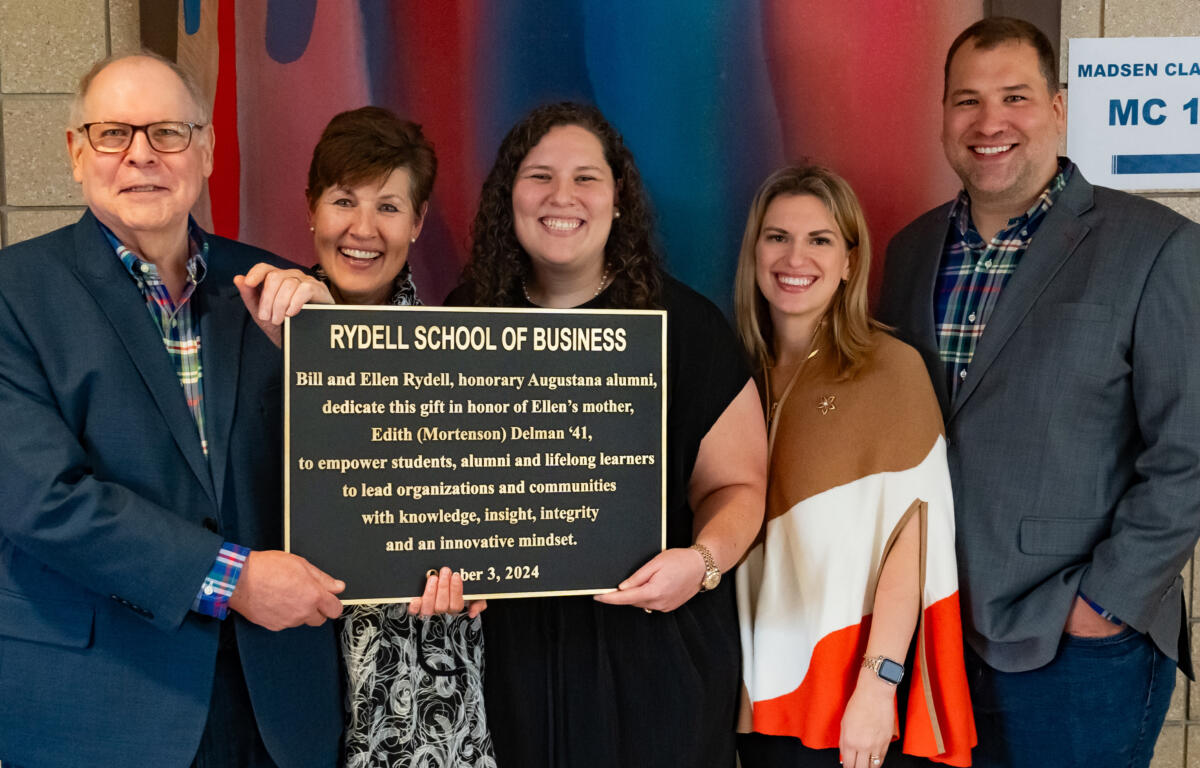 RYDELL SCHOOL OF BUSINESS
Bill and Ellen Rydell, honorary Augustana alumni,
dedicate this gift in honor of Ellen’s mother,
Edith (Mortenson) Delman ‘41,
to empower students, alumni and lifelong learners
to lead organizations and communities
with knowledge, insight, integrity
and an innovative mindset.
ber 3, 2024
MADSEN CLA
MC 1